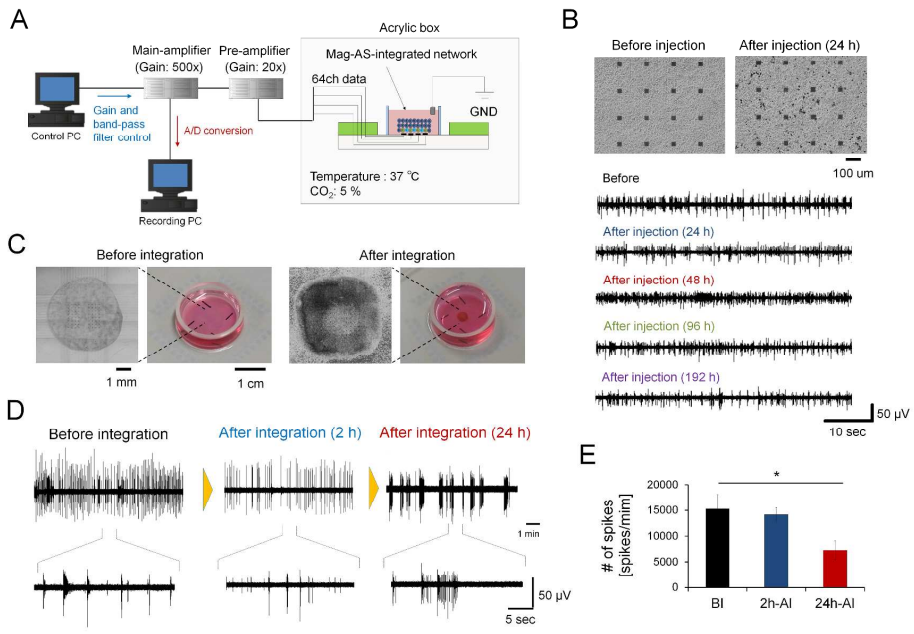 A
Acrylic box
Main-amplifier
(Gain: 500x)
Pre-amplifier
(Gain: 20x)
Mag-AS-integrated network
64ch data
GND
Control PC
Gain and
band-pass
filter control
A/D conversion
Recording PC
Temperature : 37 ℃
CO2: 5 %
B
Before injection
After injection (24 h)
100 um
Before
After injection (24 h)
After injection (48 h)
After injection (96 h)
After injection (192 h)
50 μV
10 sec
C
Before integration
After integration
1 mm
1 cm
D
Before integration
After integration (2 h)
After integration (24 h)
1 min
50 μV
5 sec
E
*
# of spikes
[spikes/mim]
20000
15000
10000
5000
0
BI
2h-AI
24h-AI